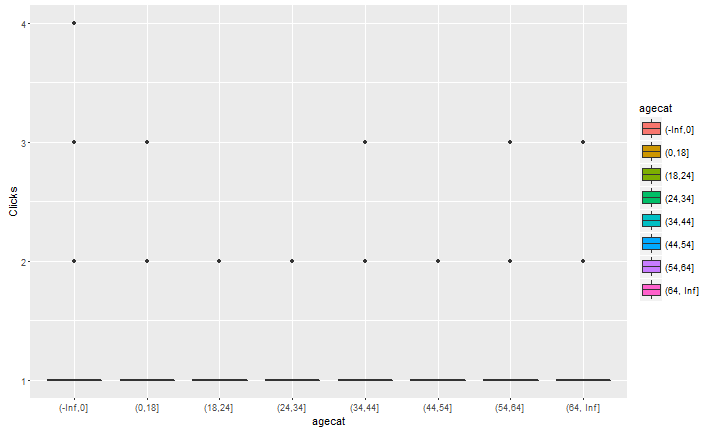 4
3
2
1
Clicks
(-Inf,0]
(0,18]
(18,24]
(24,34]
(34,44]
(44,54]
(54,64]
(64, Inf]
agecat
agecat
(-Inf,0]
(0,18]
(18,24]
(24,34]
(34,44]
(44,54]
(54,64]
(64, Inf]